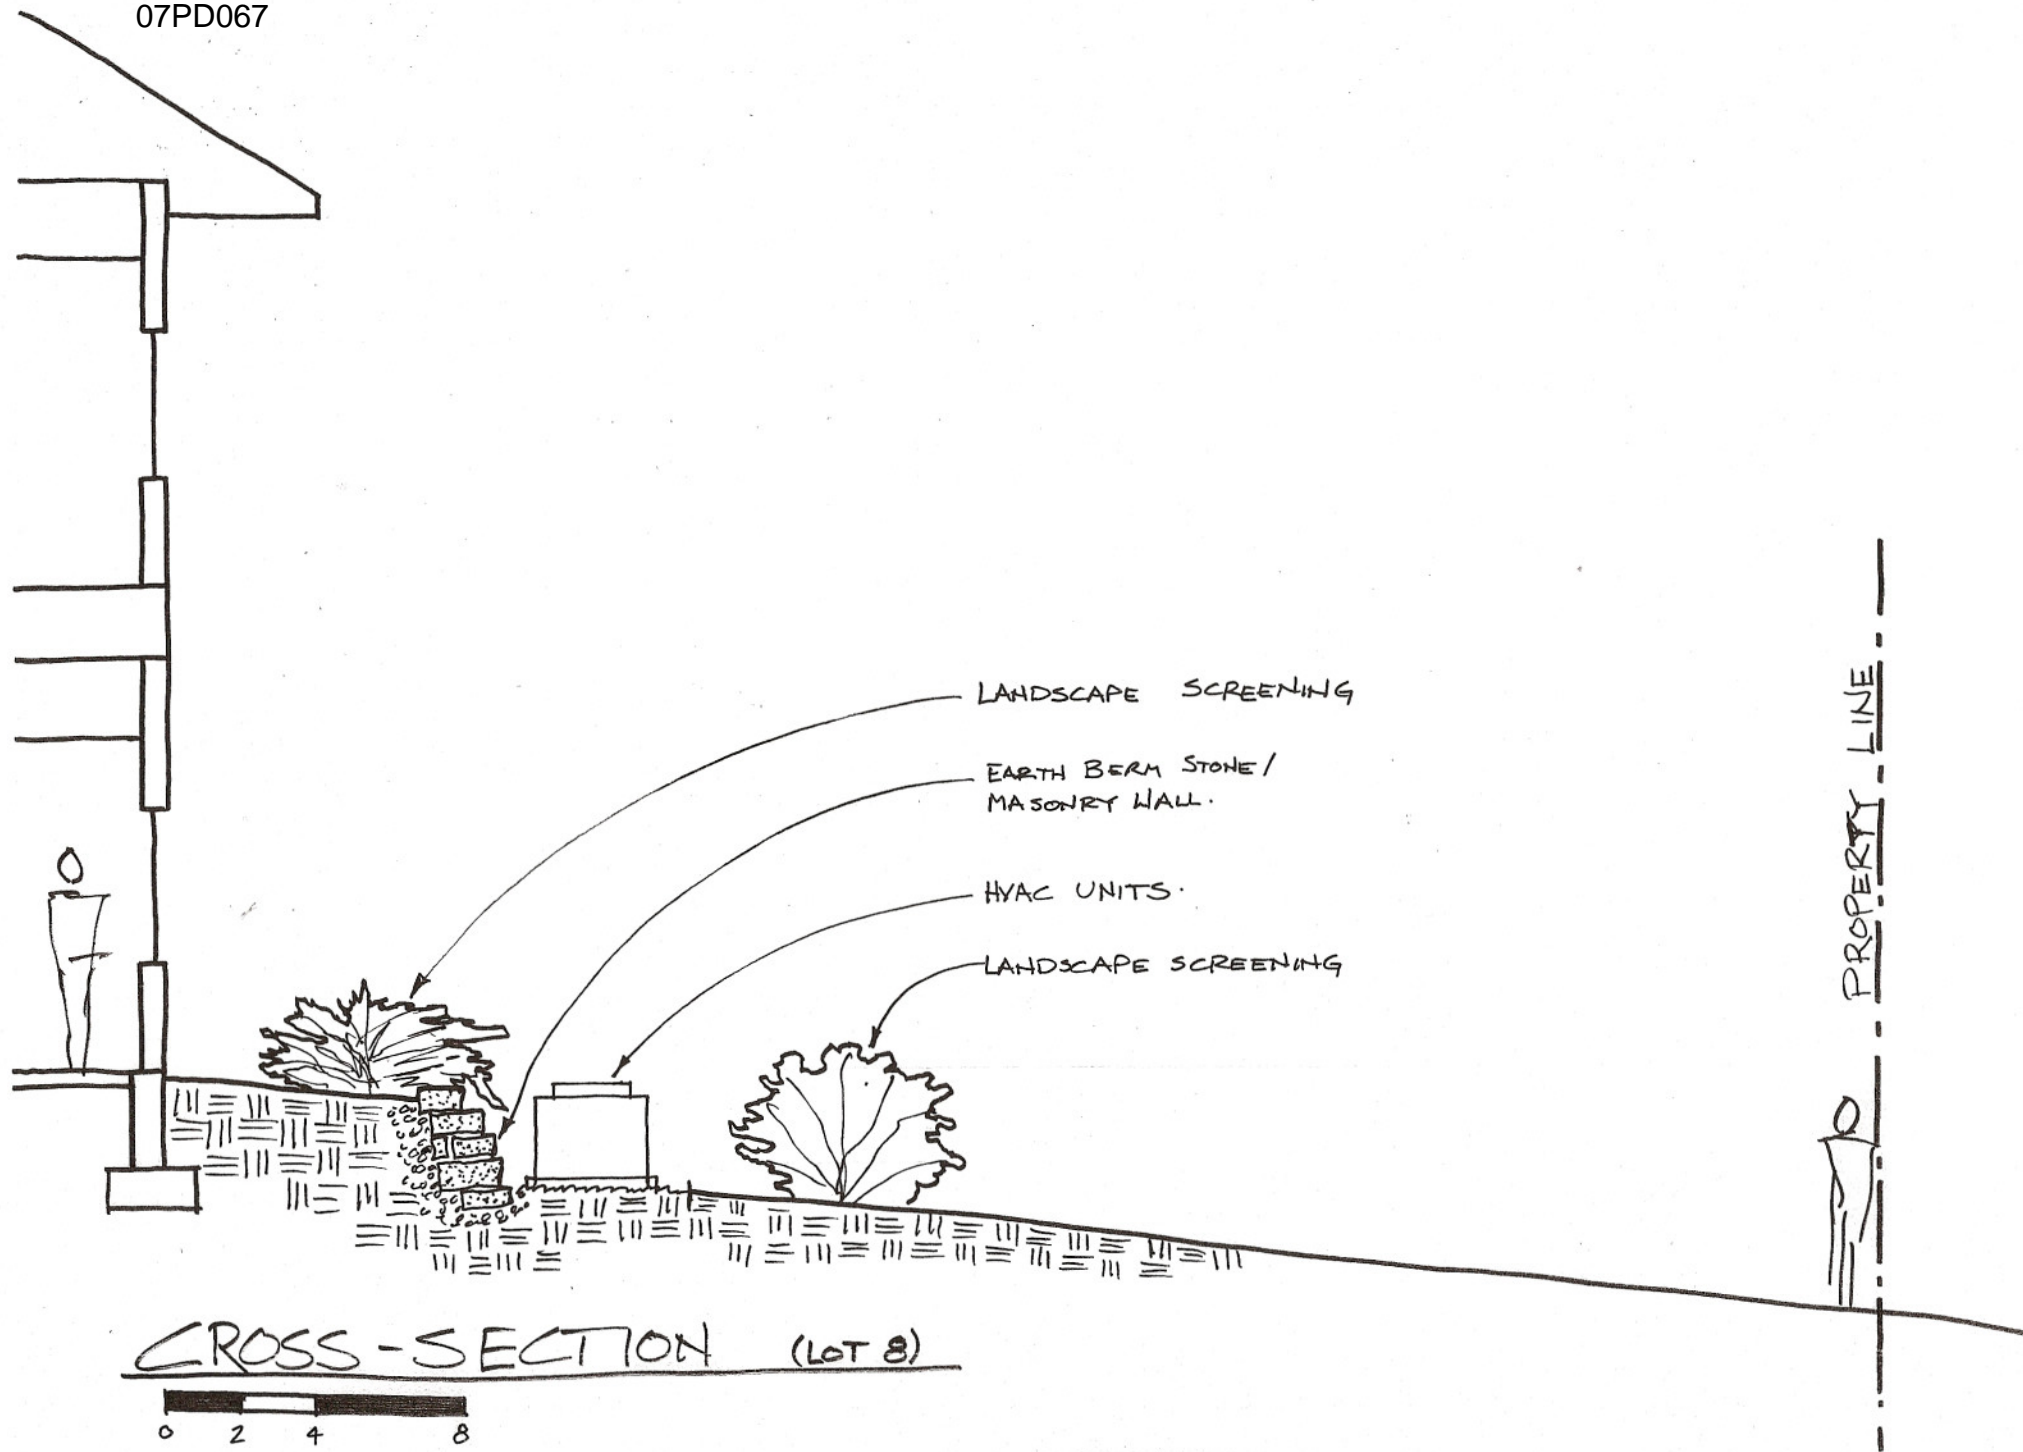 07PD067
LANDSCAPE SCREENING
EARTH BERM STONE/
MASONRY WALL.
HVAC UNITS.
LANDSCAPE SCREENING
PROPERTY LINE
CROSS-SECTION (LOT 8)
0 2 4 8